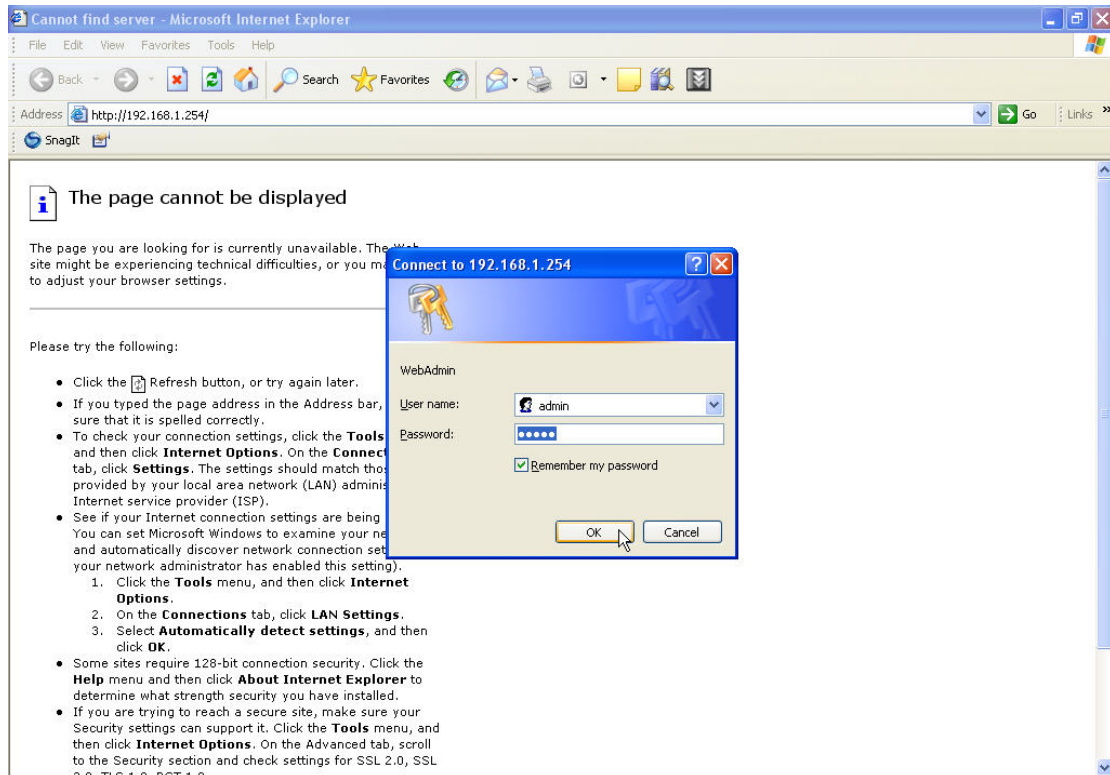 Cannot find server - Microsoft Internet Explorer
File Edit View Favorites Tools Help
Back Search Favorites
Address http://192.168.1.254/ Go Links »
SnagIt
The page cannot be displayed
The page you are looking for is currently unavailable. The Web
site might be experiencing technical difficulties, or you ma
to adjust your browser settings.
Please try the following:
• Click the Refresh button, or try again later.
• If you typed the page address in the Address bar,
sure that it is spelled correctly.
• To check your connection settings, click the Tools
and then click Internet Options. On the Connect
tab, click Settings. The settings should match tho
provided by your local area network (LAN) adminis
Internet service provider (ISP).
• See if your Internet connection settings are being
You can set Microsoft Windows to examine your ne
and automatically discover network connection set
your network administrator has enabled this setting).
1. Click the Tools menu, and then click Internet
Options.
2. On the Connections tab, click LAN Settings.
3. Select Automatically detect settings, and then
click OK.
• Some sites require 128-bit connection security. Click the
Help menu and then click About Internet Explorer to
determine what strength security you have installed.
• If you are trying to reach a secure site, make sure your
Security settings can support it. Click the Tools menu, and
then click Internet Options. On the Advanced tab, scroll
to the Security section and check settings for SSL 2.0, SSL
3.0, TLS 1.0, PCT 1.0.
Connect to 192.168.1.254
WebAdmin
User name: admin
Password: •••••
Remember my password
OK Cancel